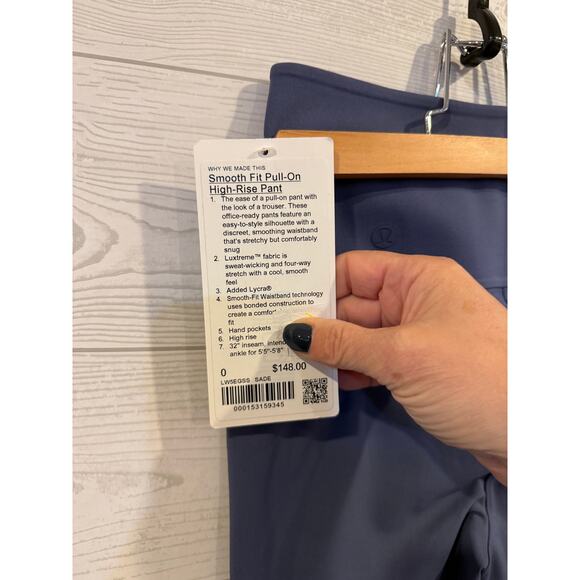 WHY WE MADE THIS
Smooth Fit Pull-On
High-Rise Pant
1. The ease of a pull-on pant with
the look of a trouser. These
office-ready pants feature an
easy-to-style silhouette with a
discreet, smoothing waistband
that's stretchy but comfortably
snug
2. Luxtreme™ fabric is
sweat-wicking and four-way
stretch with a cool, smooth
feel
3. Added Lycra®
4. Smooth-Fit Waistband technology
uses bonded construction to
create a
fit
5. Hand pockets
6. High rise
7. 32" inseam,
ankle for 5'5"-5'8"
0 $148.00
LW5EGSS SADE
000153159345